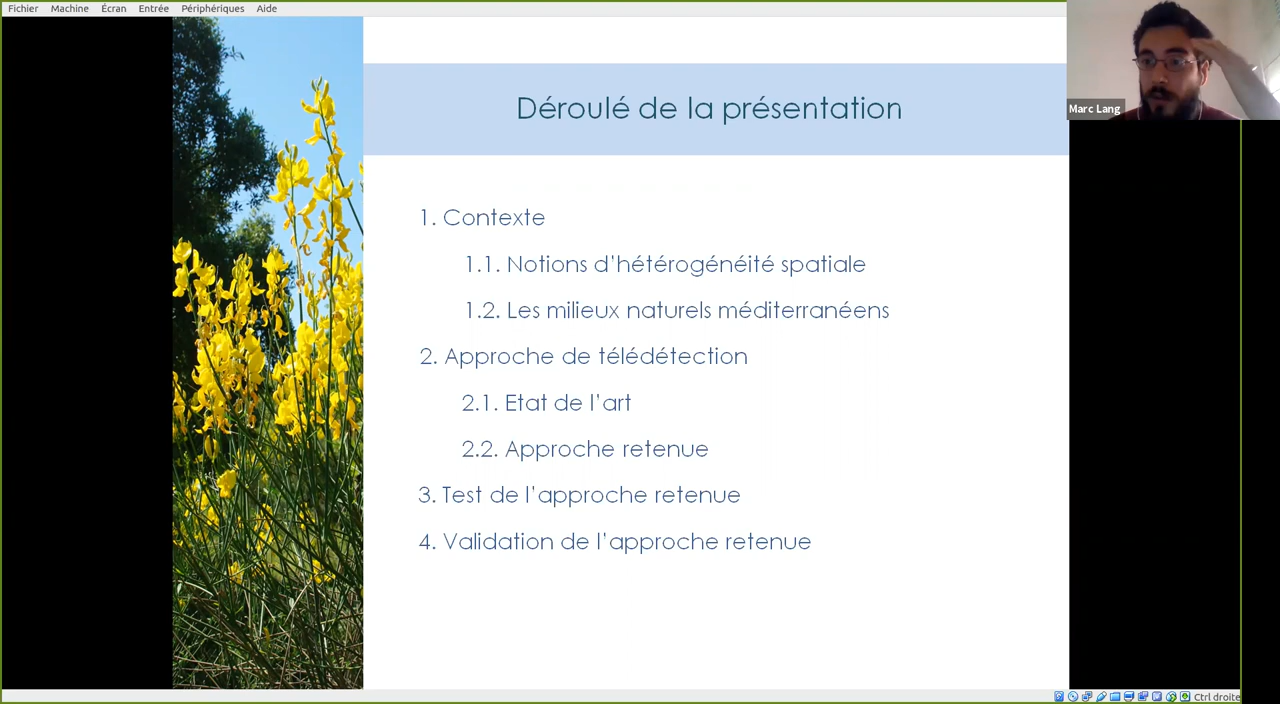 Fichier Machine Écran Entrée Périphériques Aide
Marc Lang
Déroulé de la présentation
1. Contexte
1.1. Notions d'hétérogénéité spatiale
1.2. Les milieux naturels méditerranéens
2. Approche de télédétection
2.1. Etat de l'art
2.2. Approche retenue
3. Test de l'approche retenue
4. Validation de l'approche retenue
Ctrl droite